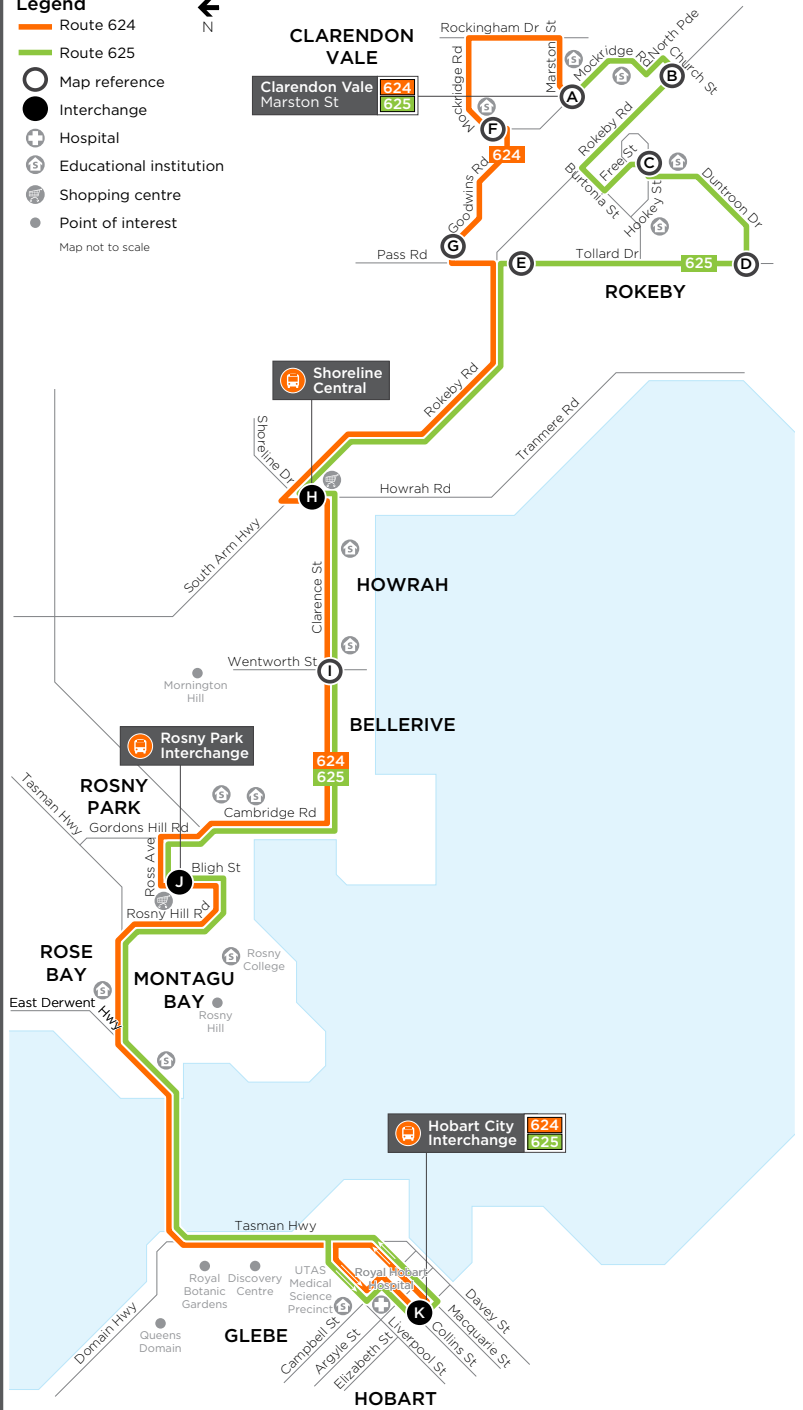 Legend
Route 624
Route 625
Map reference
Interchange
Hospital
Educational institution
Shopping centre
Point of interest
Map not to scale
N
CLARENDON
VALE
Rockingham Dr
Mockridge Rd
Marston St
Mockridge Rd
North Pde
Church St
Clarendon Vale
Marston St
624
625
A
B
F
624
Goodwins Rd
Rokeby Rd
Free St
C
Burtonia St
Hookey St
Duntroon Dr
G
Pass Rd
E
Tollard Dr
625
D
ROKEBY
Shoreline
Central
Rokeby Rd
Tranmere Rd
Shoreline Dr
H
Howrah Rd
South Arm Hwy
Clarence St
HOWRAH
Wentworth St
I
Mornington
Hill
BELLERIVE
Rosny Park
Interchange
624
625
ROSNY
PARK
Tasman Hwy
Cambridge Rd
Gordons Hill Rd
Ross Ave
J
Bligh St
Rosny Hill Rd
ROSE
BAY
Rosny
College
MONTAGU
BAY
Rosny
Hill
East Derwent
Hwy
Hobart City
Interchange
624
625
Tasman Hwy
Royal
Botanic
Gardens
Discovery
Centre
UTAS
Medical
Science
Precinct
Royal Hobart
Hospital
K
Domain Hwy
Queens
Domain
GLEBE
Campbell St
Argyle St
Elizabeth St
Liverpool St
Collins St
Macquarie St
Davey St
HOBART
S
S
S
S
S
S
S
S
S
S
S
S
S
S